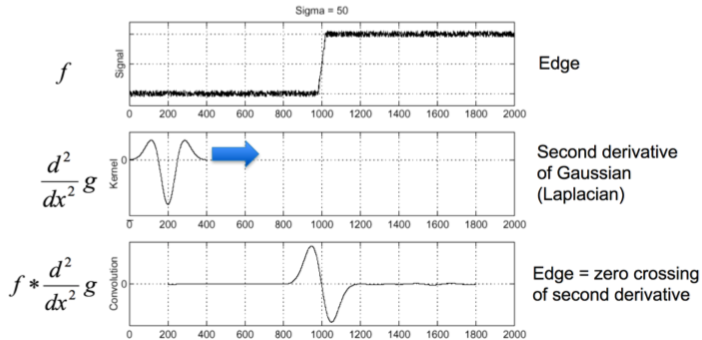 Sigma = 50
f
Signal
Edge
0 200 400 600 800 1000 1200 1400 1600 1800 2000
d²/dx² g
Kernel
0
Second derivative
of Gaussian
(Laplacian)
0 200 400 600 800 1000 1200 1400 1600 1800 2000
f * d²/dx² g
Convolution
0
Edge = zero crossing
of second derivative
0 200 400 600 800 1000 1200 1400 1600 1800 2000